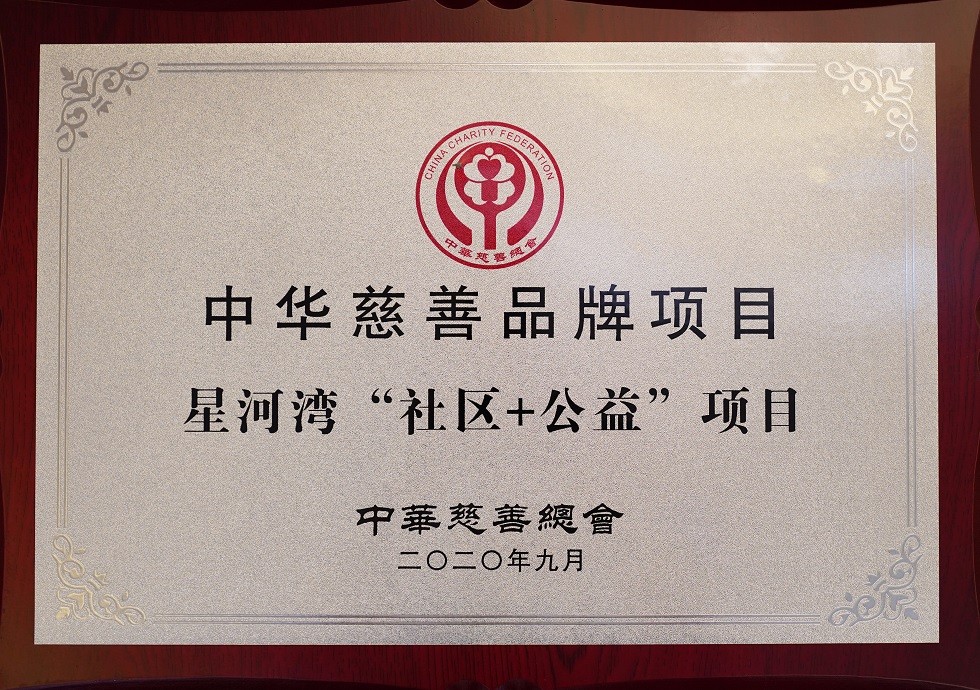 CHINA CHARITY FEDERATION
中華慈善總會
中华慈善品牌项目
星河湾“社区+公益”项目
中華慈善總會
二〇二〇年九月